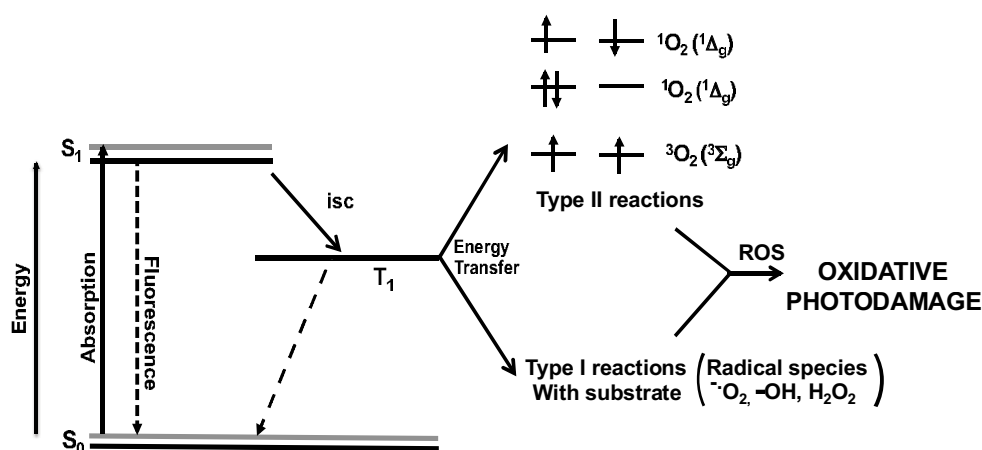 ¹O₂ (¹Δg)
¹O₂ (¹Δg)
³O₂ (³Σg)
Type II reactions
S₁
isc
Energy
Transfer
T₁
Energy
Absorption
Fluorescence
ROS
OXIDATIVE
PHOTODAMAGE
Type I reactions
With substrate
(Radical species
⁻·O₂, –OH, H₂O₂)
S₀